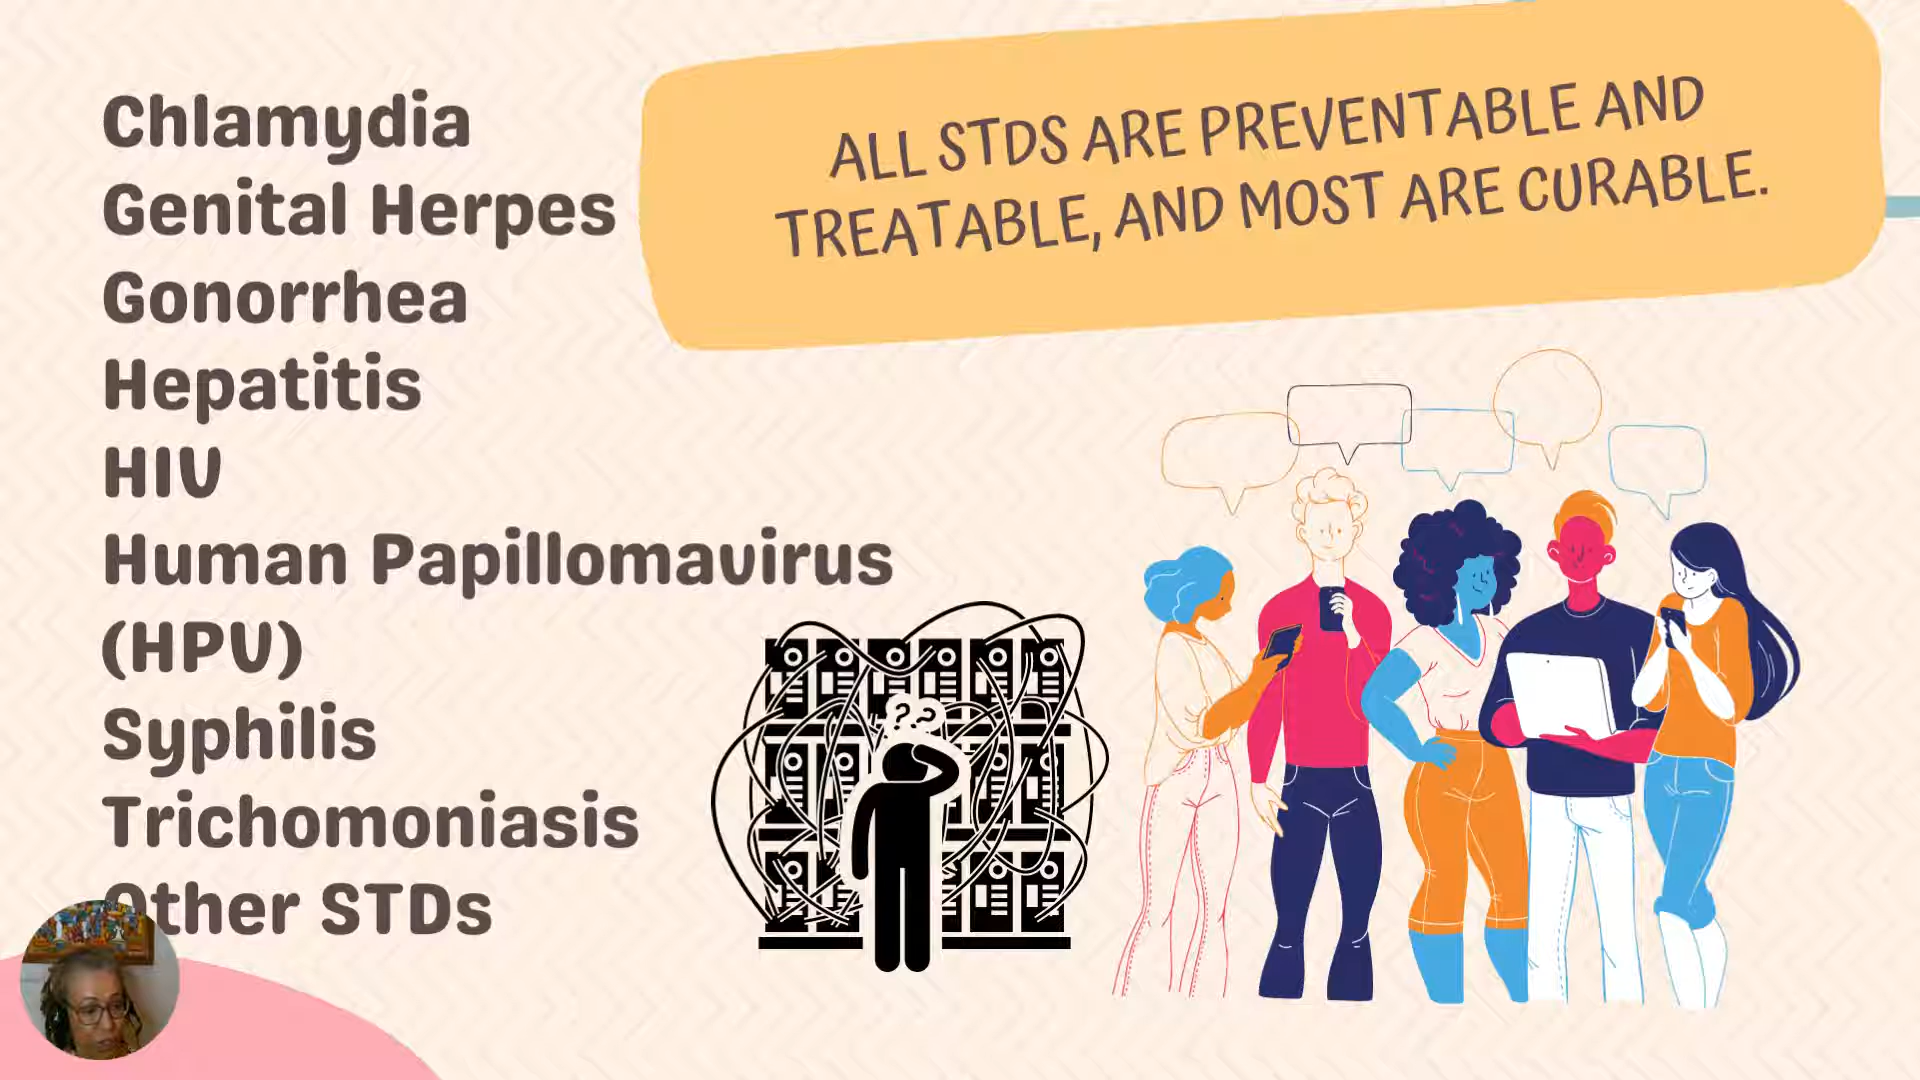 Chlamydia
Genital Herpes
Gonorrhea
Hepatitis
HIV
Human Papillomavirus
(HPV)
Syphilis
Trichomoniasis
Other STDs
ALL STDS ARE PREVENTABLE AND
TREATABLE, AND MOST ARE CURABLE.
??